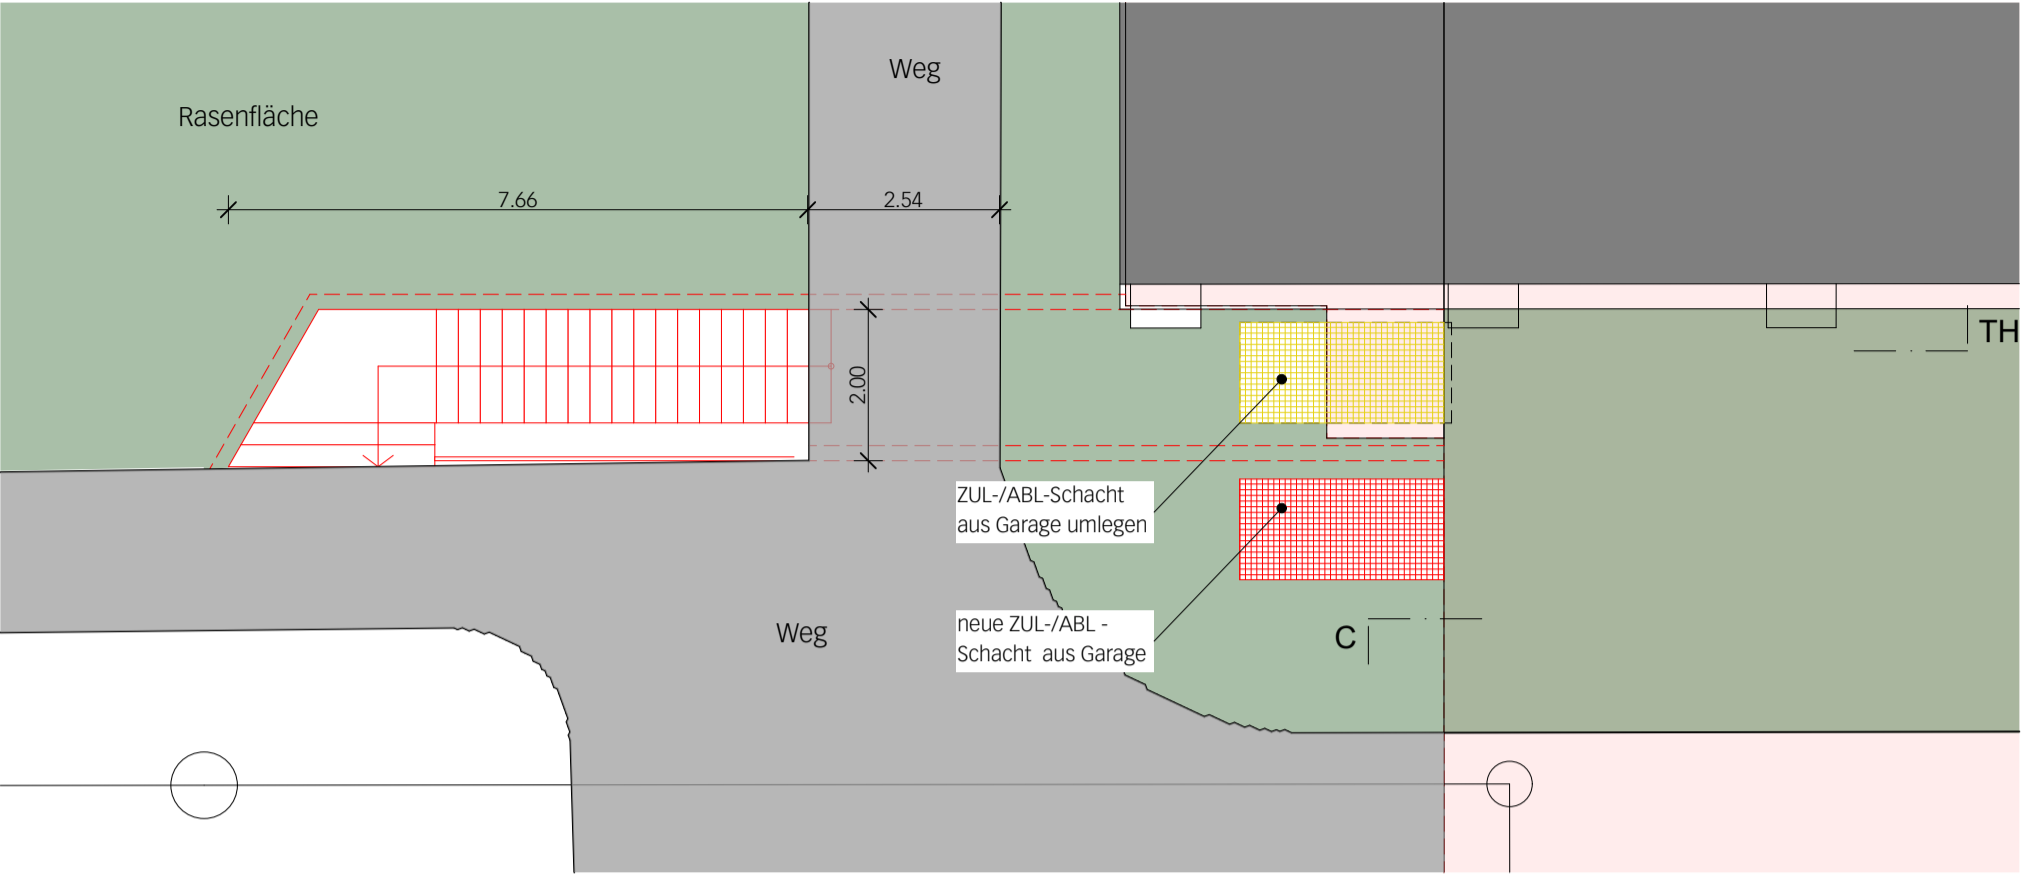 Weg
Rasenfläche
7.66
2.54
TH
2.00
ZUL-/ABL-Schacht
aus Garage umlegen
neue ZUL-/ABL -
Schacht aus Garage
C
Weg